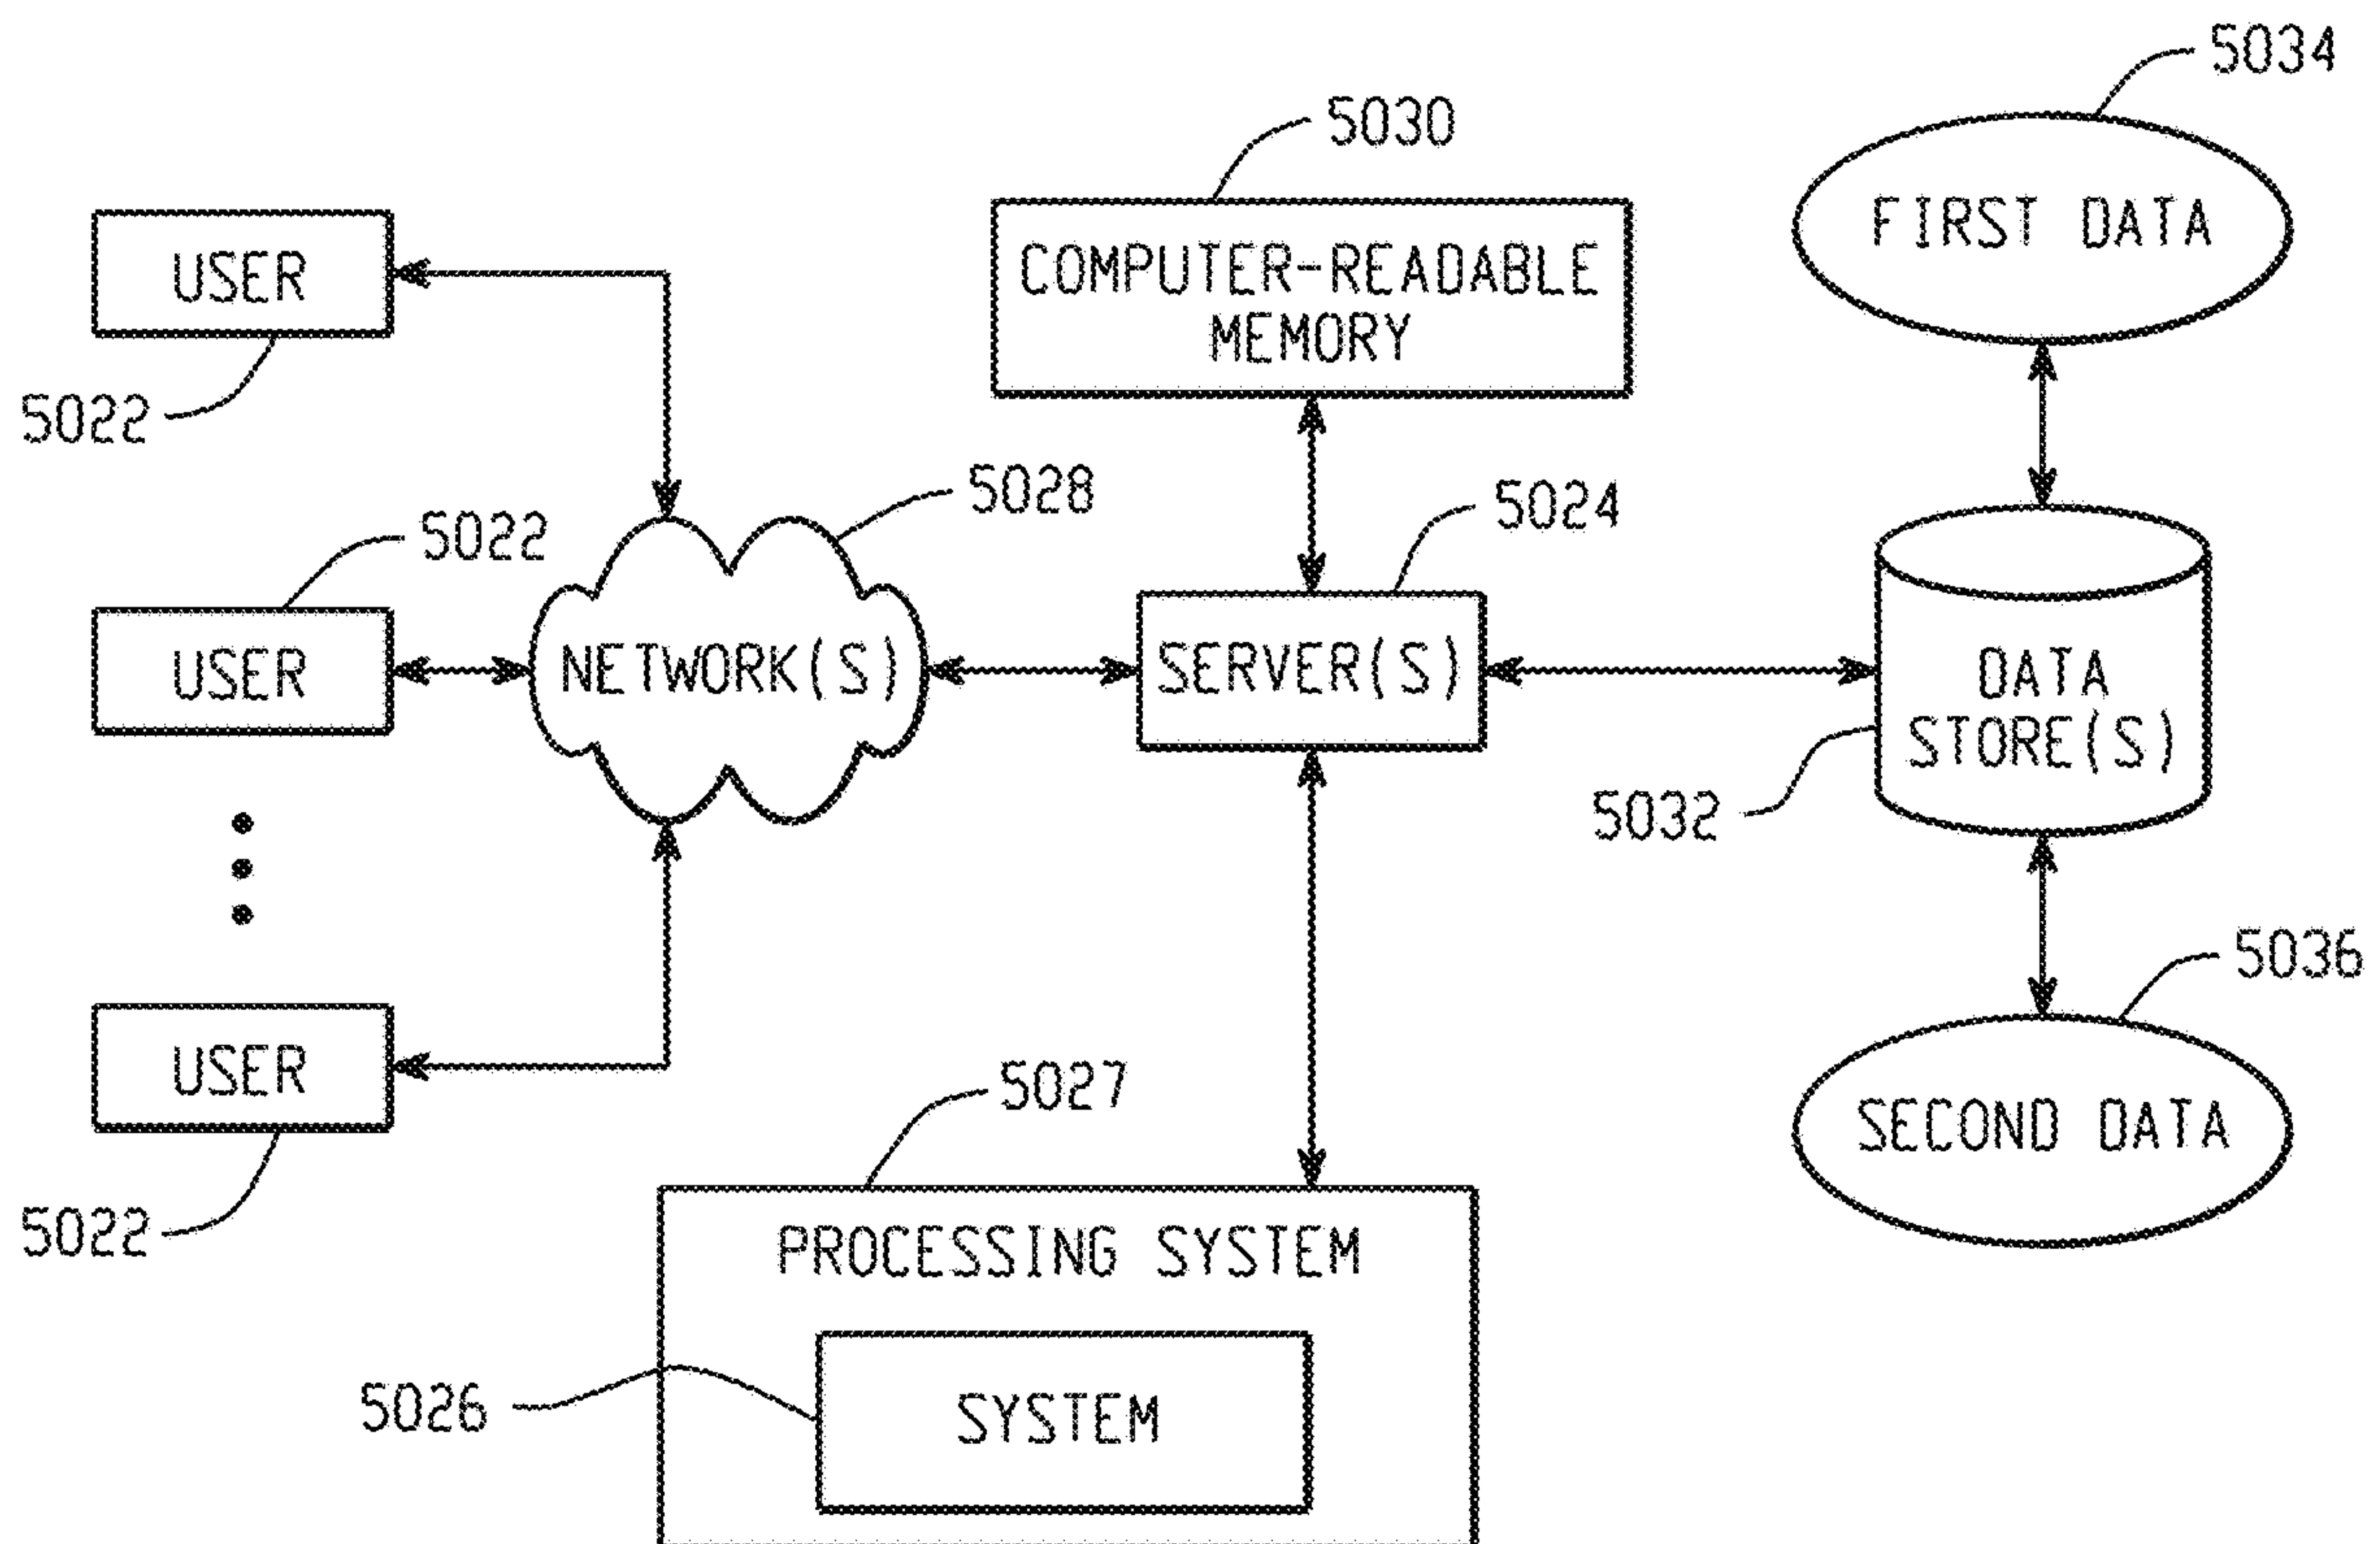 5034
5030
FIRST DATA
USER
COMPUTER-READABLE
MEMORY
5022
5028
5024
5022
USER
NETWORK(S)
SERVER(S)
DATA
STORE(S)
5032
5036
USER
5027
SECOND DATA
5022
PROCESSING SYSTEM
5026
SYSTEM